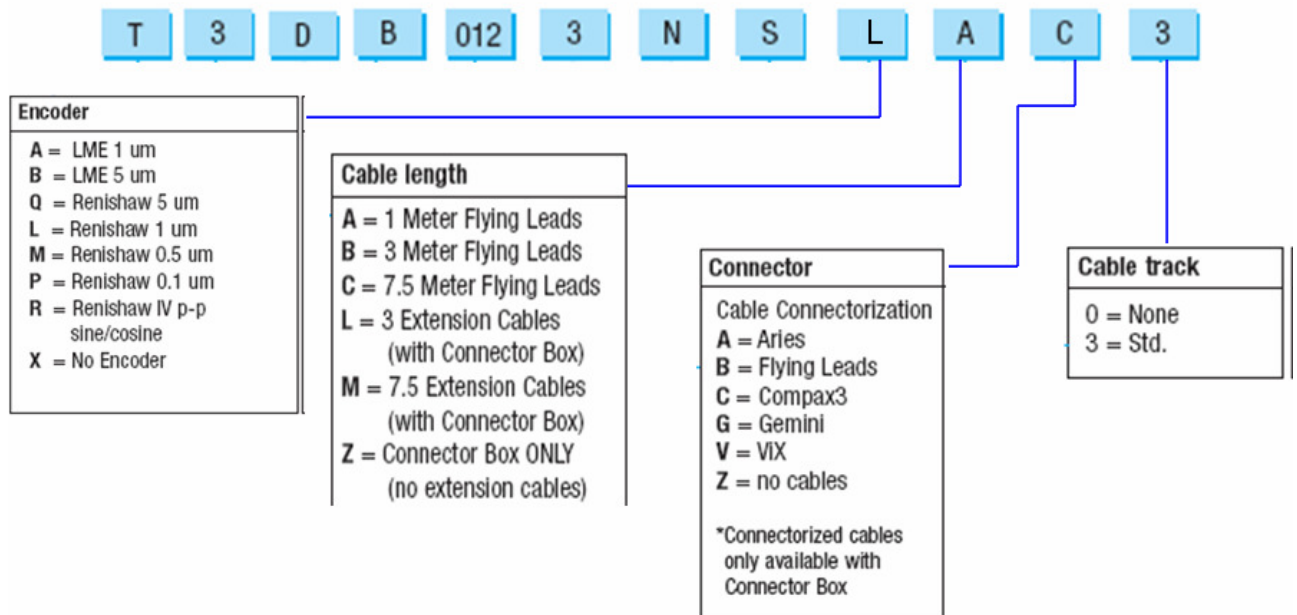 T 3 D B 012 3 N S L A C 3
Encoder
A = LME 1 um
B = LME 5 um
Q = Renishaw 5 um
L = Renishaw 1 um
M = Renishaw 0.5 um
P = Renishaw 0.1 um
R = Renishaw IV p-p
sine/cosine
X = No Encoder
Cable length
A = 1 Meter Flying Leads
B = 3 Meter Flying Leads
C = 7.5 Meter Flying Leads
L = 3 Extension Cables
(with Connector Box)
M = 7.5 Extension Cables
(with Connector Box)
Z = Connector Box ONLY
(no extension cables)
Connector
Cable Connectorization
A = Aries
B = Flying Leads
C = Compax3
G = Gemini
V = ViX
Z = no cables
*Connectorized cables
only available with
Connector Box
Cable track
0 = None
3 = Std.